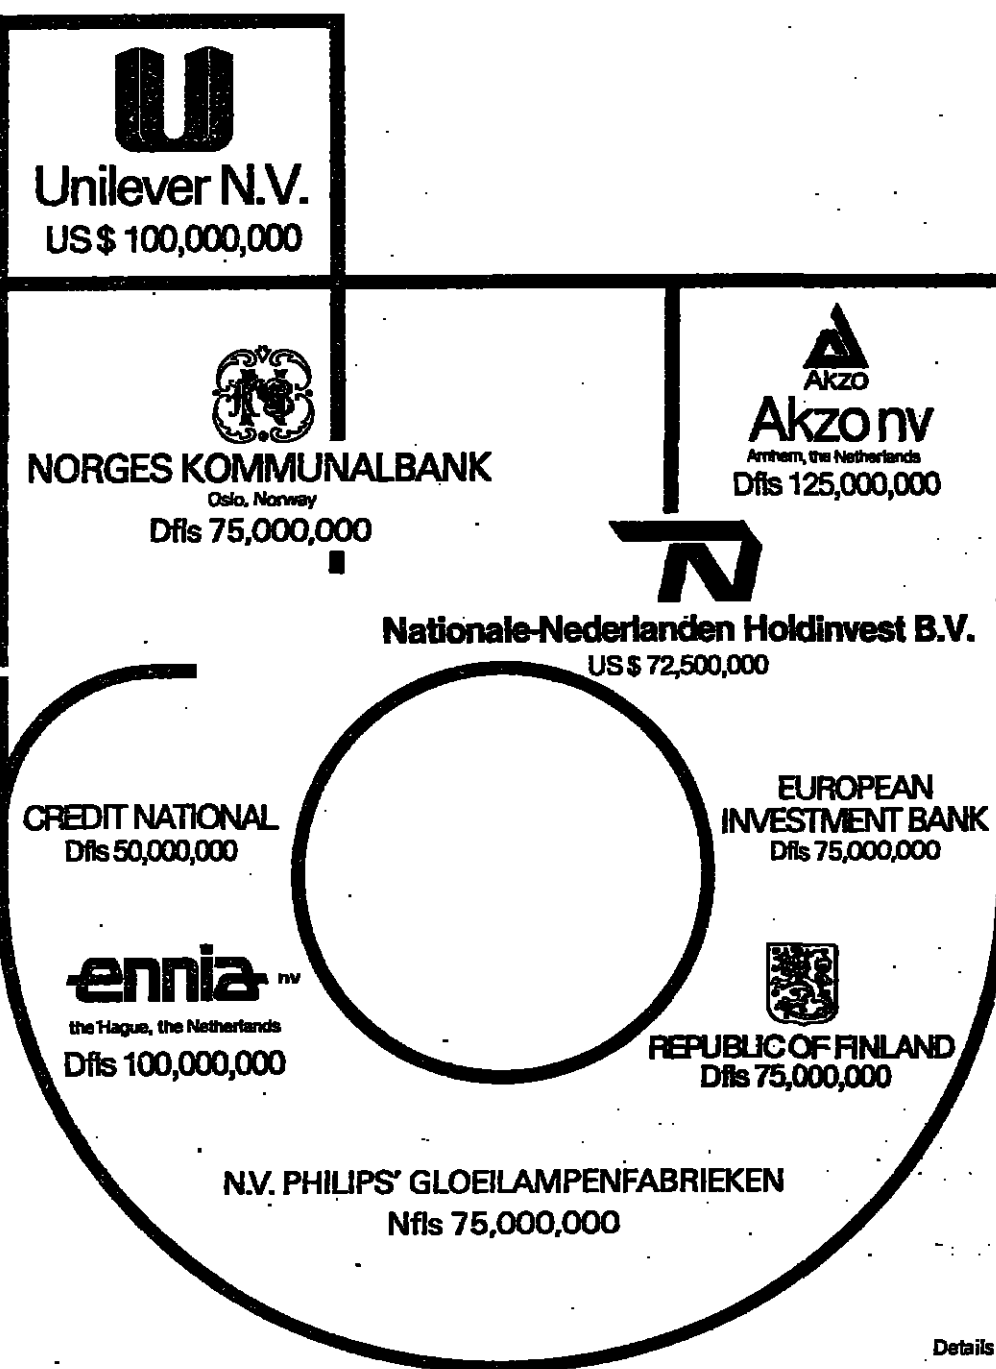 Unilever N.V.
US $ 100,000,000
NORGES KOMMUNALBANK
Oslo, Norway
Dfls 75,000,000
Akzo
Akzo nv
Arnhem, the Netherlands
Dfls 125,000,000
Nationale-Nederlanden Holdinvest B.V.
US $ 72,500,000
CREDIT NATIONAL
Dfls 50,000,000
EUROPEAN
INVESTMENT BANK
Dfls 75,000,000
ennia nv
the Hague, the Netherlands
Dfls 100,000,000
REPUBLIC OF FINLAND
Dfls 75,000,000
N.V. PHILIPS' GLOEILAMPENFABRIEKEN
Nfls 75,000,000
Details